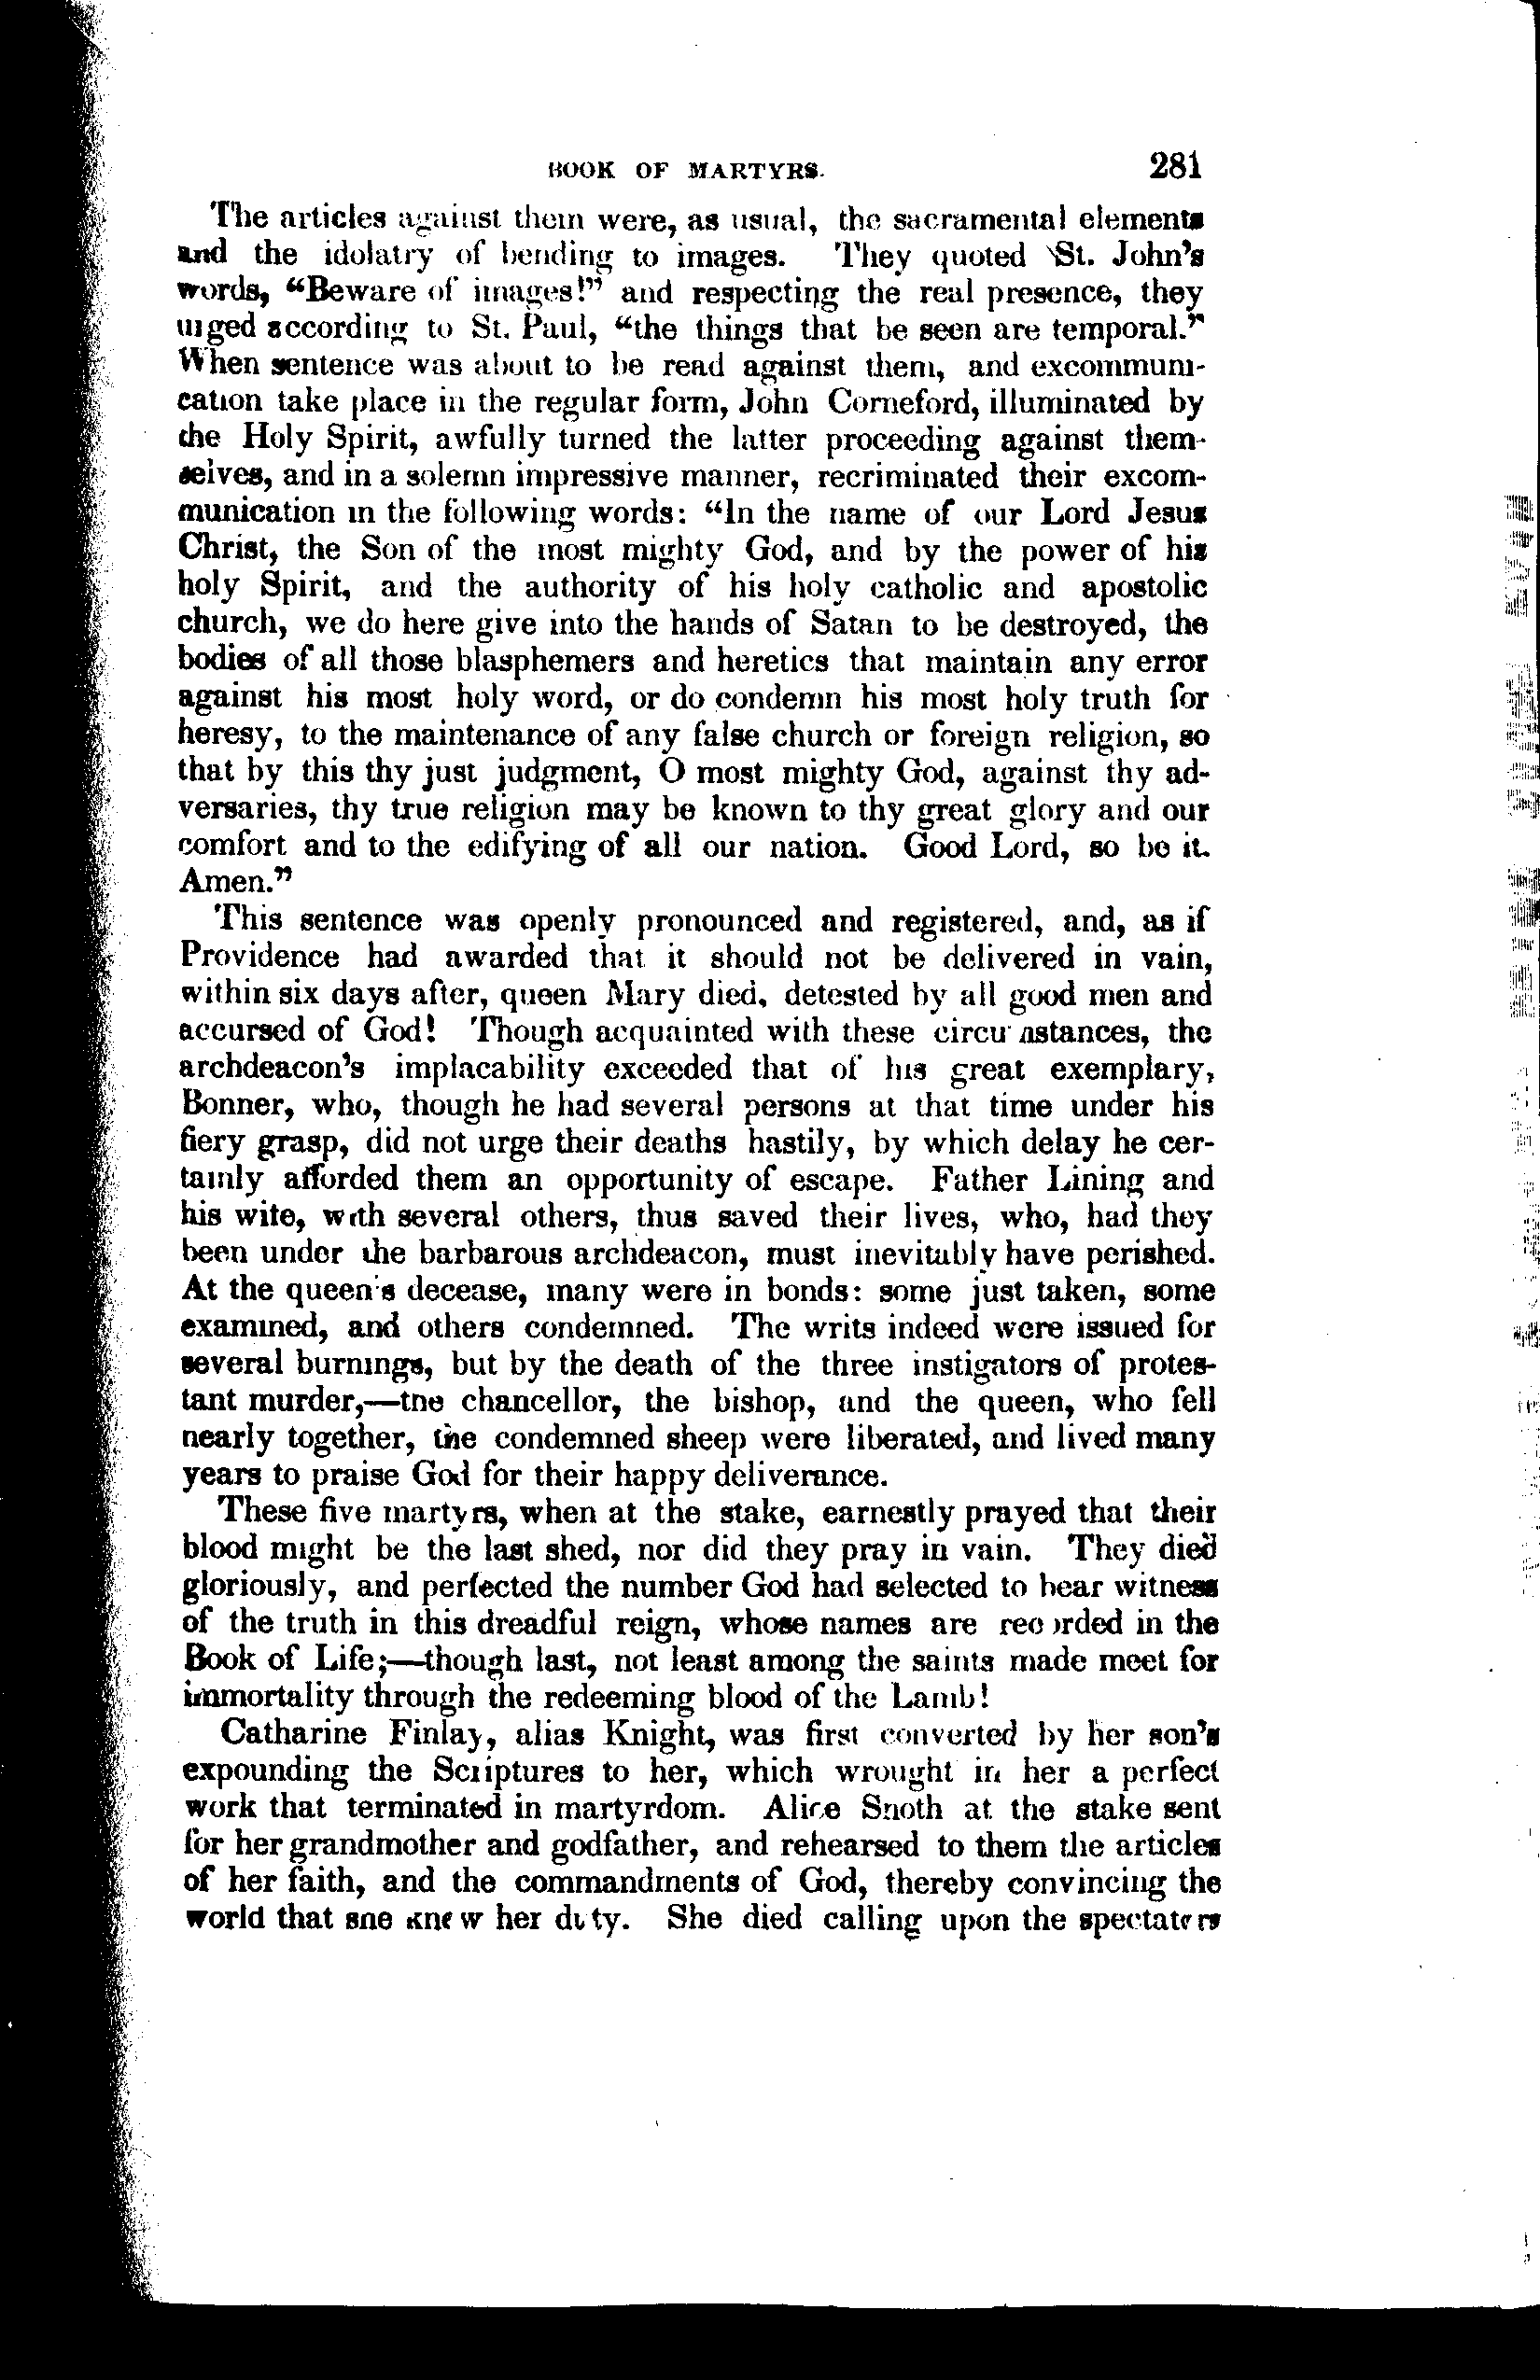 BOOK OF MARTYRS. 281
The articles against them were, as usual, the sacramental elements
and the idolatry of bending to images. They quoted St. John's
words, “Beware of images!” and respecting the real presence, they
urged according to St. Paul, “the things that be seen are temporal.”
When sentence was about to be read against them, and excommuni-
cation take place in the regular form, John Corneford, illuminated by
the Holy Spirit, awfully turned the latter proceeding against them-
selves, and in a solemn impressive manner, recriminated their excom-
munication in the following words: “In the name of our Lord Jesus
Christ, the Son of the most mighty God, and by the power of his
holy Spirit, and the authority of his holy catholic and apostolic
church, we do here give into the hands of Satan to be destroyed, the
bodies of all those blasphemers and heretics that maintain any error
against his most holy word, or do condemn his most holy truth for
heresy, to the maintenance of any false church or foreign religion, so
that by this thy just judgment, O most mighty God, against thy ad-
versaries, thy true religion may be known to thy great glory and our
comfort and to the edifying of all our nation. Good Lord, so be it.
Amen.”
This sentence was openly pronounced and registered, and, as if
Providence had awarded that it should not be delivered in vain,
within six days after, queen Mary died, detested by all good men and
accursed of God! Though acquainted with these circumstances, the
archdeacon's implacability exceeded that of his great exemplary,
Bonner, who, though he had several persons at that time under his
fiery grasp, did not urge their deaths hastily, by which delay he cer-
tainly afforded them an opportunity of escape. Father Lining and
his wife, with several others, thus saved their lives, who, had they
been under the barbarous archdeacon, must inevitably have perished.
At the queen's decease, many were in bonds: some just taken, some
examined, and others condemned. The writs indeed were issued for
several burnings, but by the death of the three instigators of protes-
tant murder,—the chancellor, the bishop, and the queen, who fell
nearly together, the condemned sheep were liberated, and lived many
years to praise God for their happy deliverance.
These five martyrs, when at the stake, earnestly prayed that their
blood might be the last shed, nor did they pray in vain. They died
gloriously, and perfected the number God had selected to bear witness
of the truth in this dreadful reign, whose names are recorded in the
Book of Life;—though last, not least among the saints made meet for
immortality through the redeeming blood of the Lamb!
Catharine Finlay, alias Knight, was first converted by her son's
expounding the Scriptures to her, which wrought in her a perfect
work that terminated in martyrdom. Alice Snoth at the stake sent
for her grandmother and godfather, and rehearsed to them the articles
of her faith, and the commandments of God, thereby convincing the
world that she knew her duty. She died calling upon the spectators